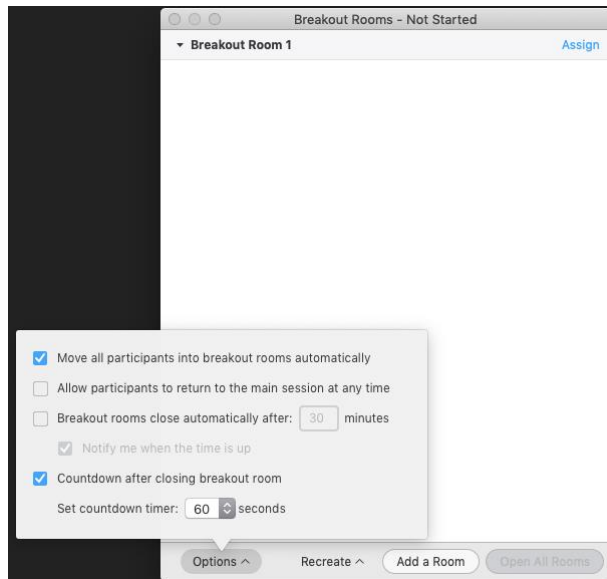 Breakout Rooms - Not Started
Breakout Room 1 Assign
Move all participants into breakout rooms automatically
Allow participants to return to the main session at any time
Breakout rooms close automatically after: 30 minutes
Notify me when the time is up
Countdown after closing breakout room
Set countdown timer: 60 seconds
Options Recreate Add a Room Open All Rooms